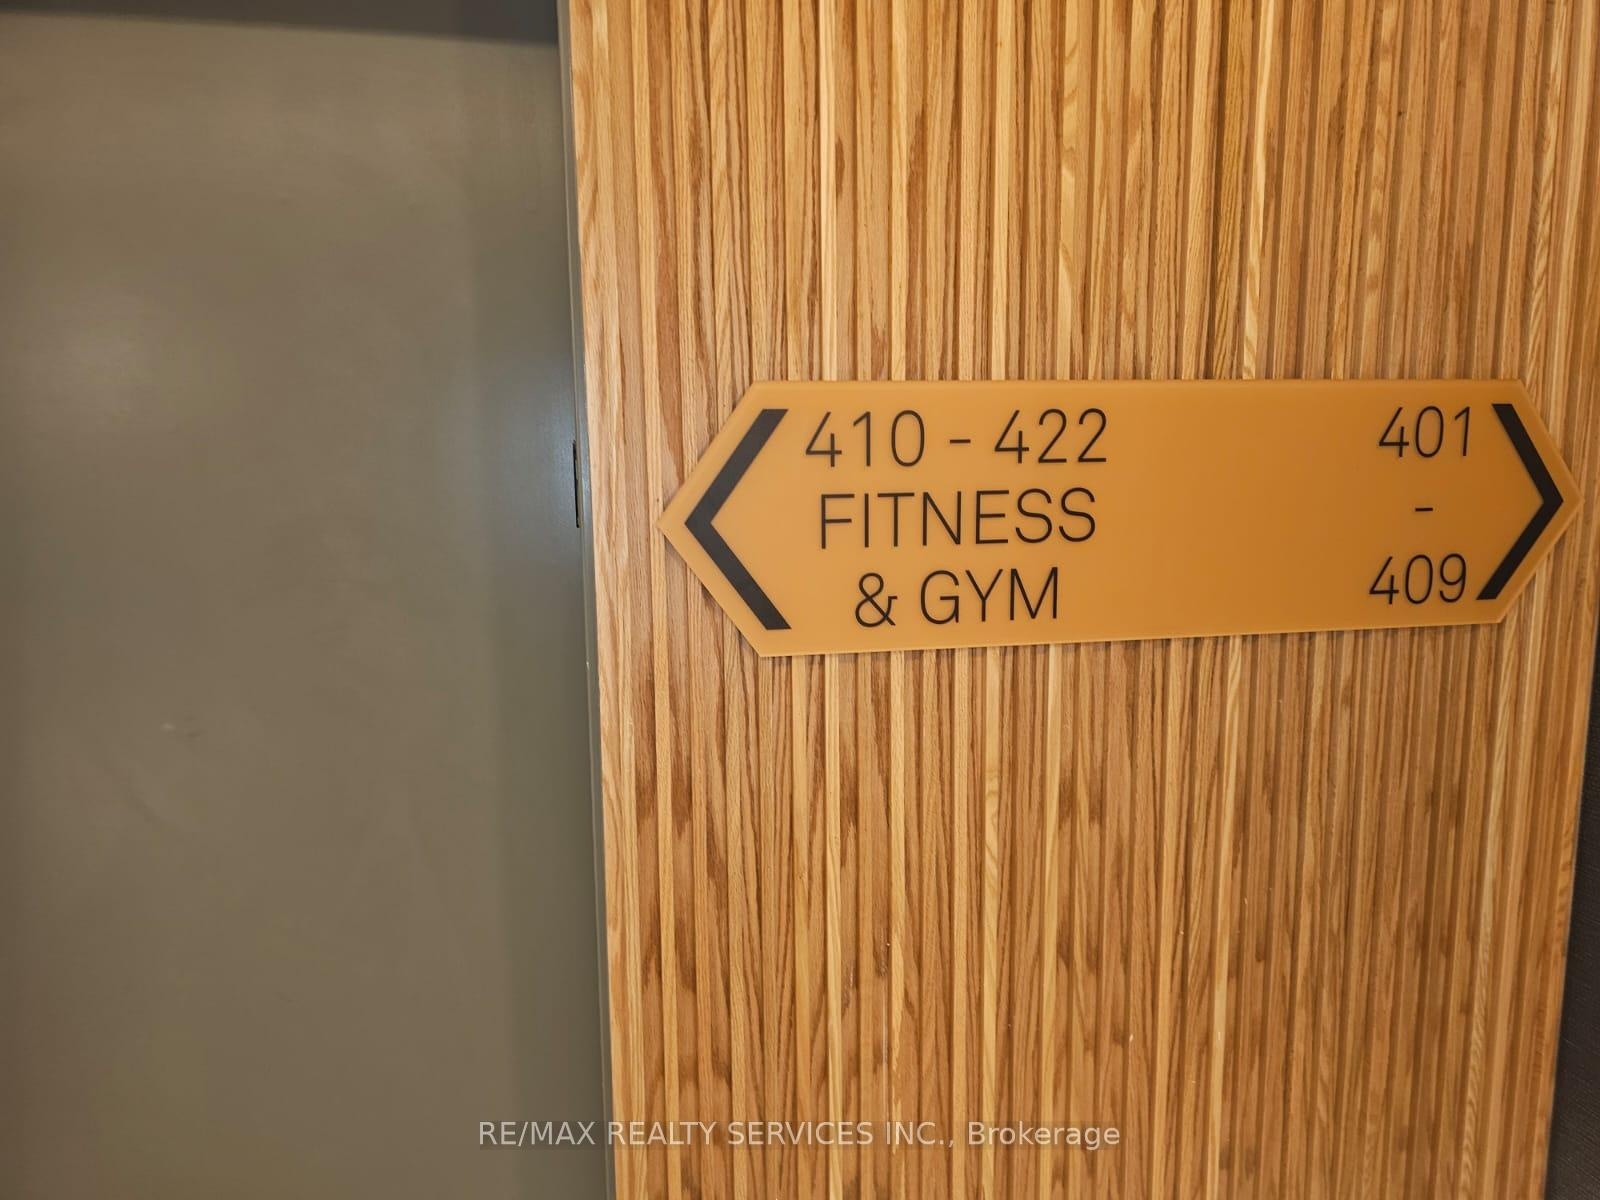 410 - 422
FITNESS
& GYM
401
-
409
RE/MAX REALTY SERVICES INC., Brokerage